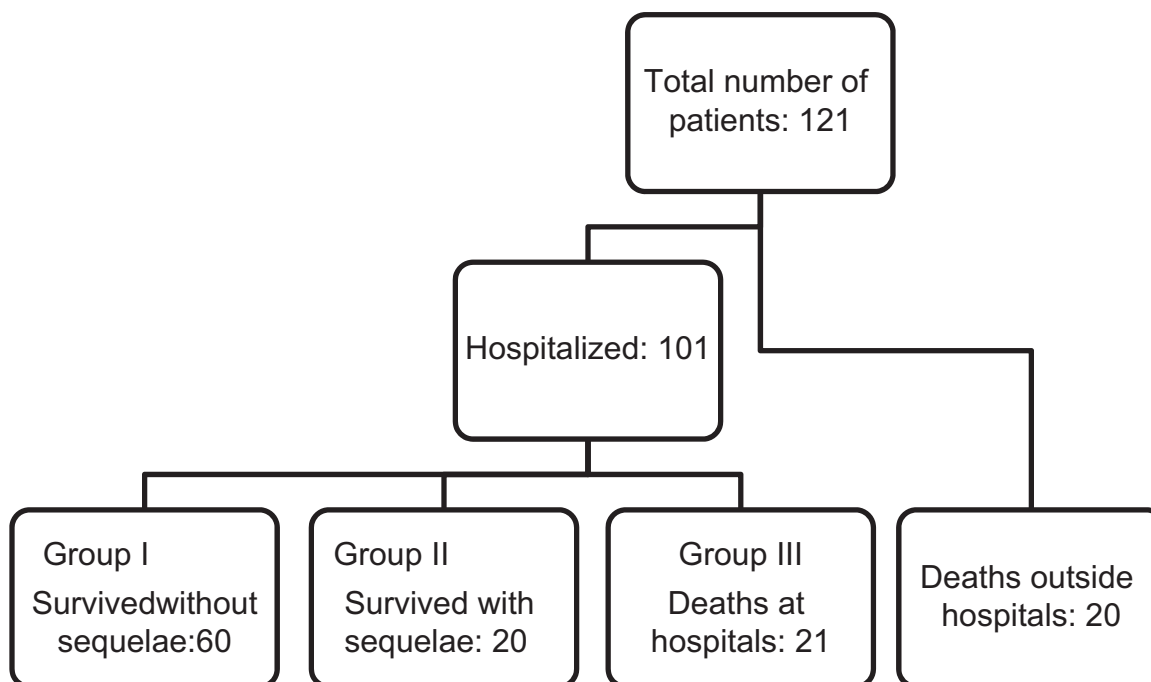 Total number of
patients: 121
Hospitalized: 101
Group I
Survivedwithout
sequelae:60
Group II
Survived with
sequelae: 20
Group III
Deaths at
hospitals: 21
Deaths outside
hospitals: 20